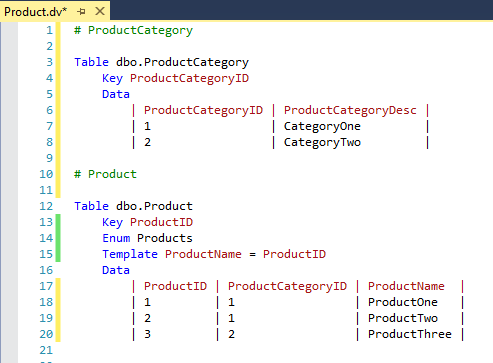 Product.dv*
1 # ProductCategory
2
3 Table dbo.ProductCategory
4     Key ProductCategoryID
5     Data
6         | ProductCategoryID | ProductCategoryDesc |
7         | 1                 | CategoryOne         |
8         | 2                 | CategoryTwo         |
9
10 # Product
11
12 Table dbo.Product
13     Key ProductID
14     Enum Products
15     Template ProductName = ProductID
16     Data
17         | ProductID | ProductCategoryID | ProductName  |
18         | 1         | 1                 | ProductOne   |
19         | 2         | 1                 | ProductTwo   |
20         | 3         | 2                 | ProductThree |
21